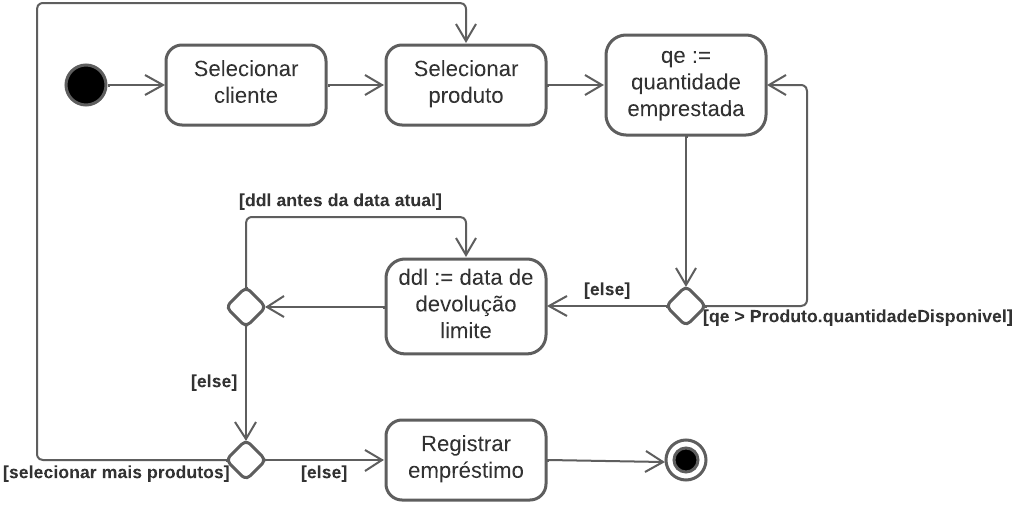 Selecionar
cliente
Selecionar
produto
qe :=
quantidade
emprestada
[ddl antes da data atual]
ddl := data de
devolução
limite
[else]
[qe > Produto.quantidadeDisponivel]
[else]
[selecionar mais produtos]
[else]
Registrar
empréstimo